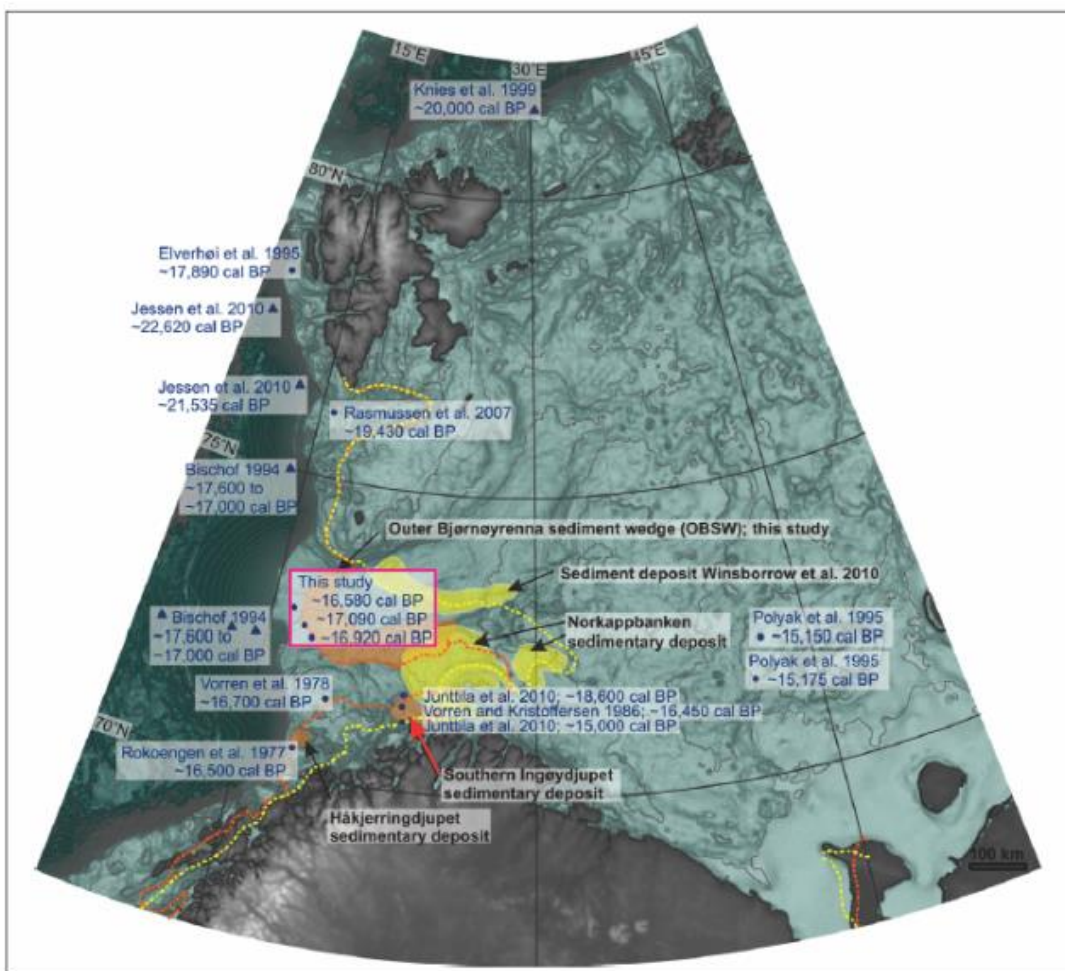 15°E
30°E
45°E
Knies et al. 1999
~20,000 cal BP
80°N
Elverhøi et al. 1995
~17,890 cal BP
Jessen et al. 2010
~22,620 cal BP
Jessen et al. 2010
~21,535 cal BP
Rasmussen et al. 2007
~19,430 cal BP
75°N
Bischof 1994
~17,600 to
~17,000 cal BP
Outer Bjørnøyrenna sediment wedge (OBSW); this study
Sediment deposit Winsborrow et al. 2010
This study
~16,580 cal BP
~17,090 cal BP
~16,920 cal BP
Norkappbanken
sedimentary deposit
Bischof 1994
~17,600 to
~17,000 cal BP
Polyak et al. 1995
~15,150 cal BP
Polyak et al. 1995
~15,175 cal BP
Vorren et al. 1978
~16,700 cal BP
Junttila et al. 2010; ~18,600 cal BP
Vorren and Kristoffersen 1986; ~16,450 cal BP
Junttila et al. 2010; ~15,000 cal BP
70°N
Rokoengen et al. 1977
~16,500 cal BP
Southern Ingøydjupet
sedimentary deposit
Håkjerringdjupet
sedimentary deposit
100 km